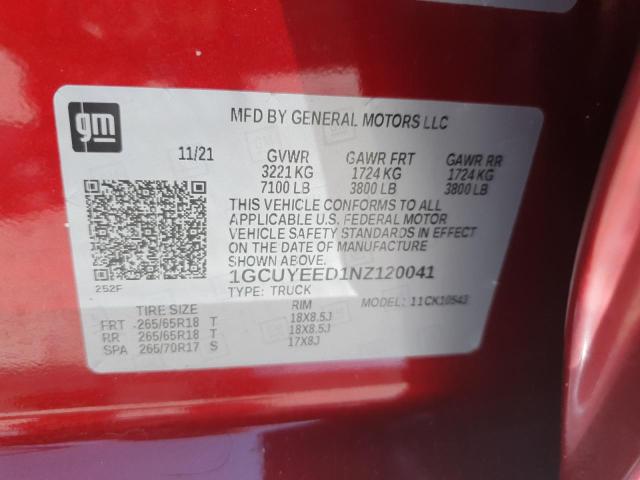 gm
MFD BY GENERAL MOTORS LLC
11/21 GVWR GAWR FRT GAWR RR
3221 KG 1724 KG 1724 KG
7100 LB 3800 LB 3800 LB
THIS VEHICLE CONFORMS TO ALL
APPLICABLE U.S. FEDERAL MOTOR
VEHICLE SAFETY STANDARDS IN EFFECT
ON THE DATE OF MANUFACTURE
SHOWN ABOVE.
252F 1GCUYEED1NZ120041
TYPE: TRUCK MODEL: 11CK10543
TIRE SIZE RIM
FRT 265/65R18 T 18X8.5J
RR 265/65R18 T 18X8.5J
SPA 265/70R17 S 17X8J